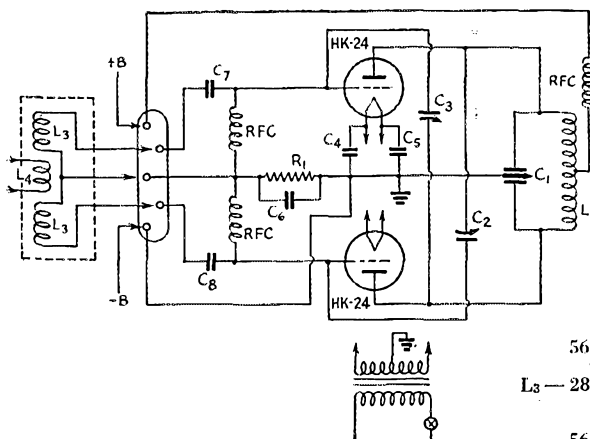 +B
HK-24
C7
RFC
C3
RFC
L3
L4
L3
C4
C5
R1
C6
C1
L
C2
RFC
C8
-B
HK-24
56
L3 — 28
56